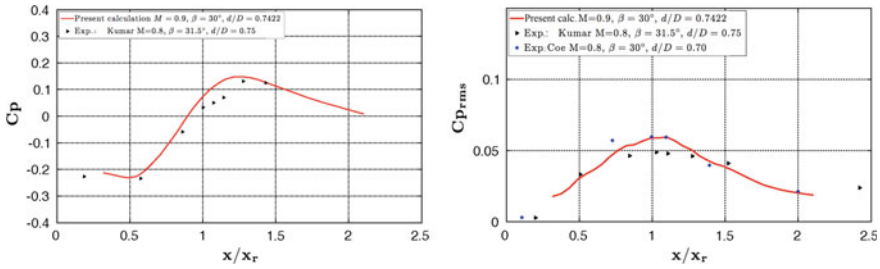 Present calculation M = 0.9, β = 30°, d/D = 0.7422
Exp.: Kumar M=0.8, β = 31.5°, d/D = 0.75
0.4
0.3
0.2
0.1
0
-0.1
-0.2
-0.3
-0.4
Cp
0 0.5 1 1.5 2 2.5
x/x_r
Present calc. M=0.9, β = 30°, d/D = 0.7422
Exp.: Kumar M=0.8, β = 31.5°, d/D = 0.75
Exp: Coe M=0.8, β = 30°, d/D = 0.70
0.1
0.05
0
Cp_rms
0 0.5 1 1.5 2 2.5
x/x_r